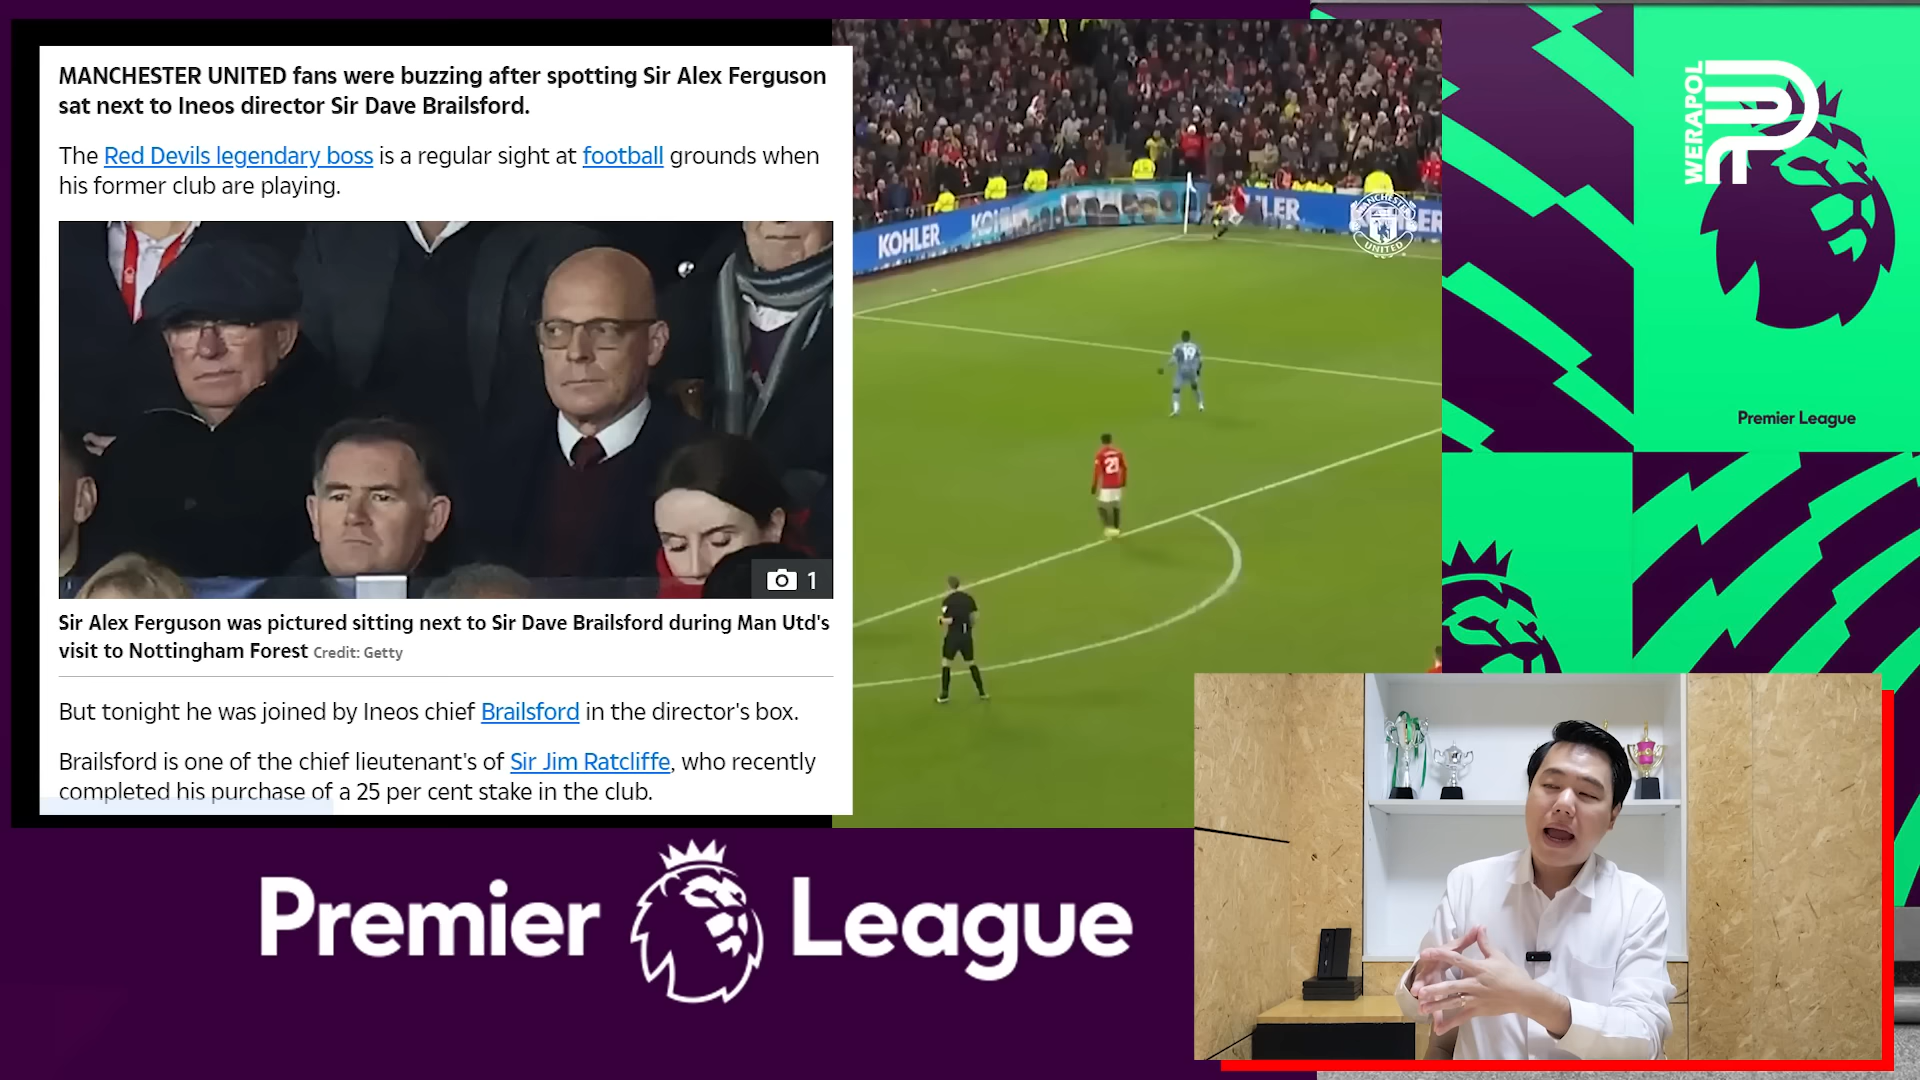 MANCHESTER UNITED fans were buzzing after spotting Sir Alex Ferguson
sat next to Ineos director Sir Dave Brailsford.
The Red Devils legendary boss is a regular sight at football grounds when
his former club are playing.
1
Sir Alex Ferguson was pictured sitting next to Sir Dave Brailsford during Man Utd's
visit to Nottingham Forest Credit: Getty
But tonight he was joined by Ineos chief Brailsford in the director's box.
Brailsford is one of the chief lieutenant's of Sir Jim Ratcliffe, who recently
completed his purchase of a 25 per cent stake in the club.
KOHLER
MANCHESTER
UNITED
19
21
WERAPOL
Premier League
Premier League